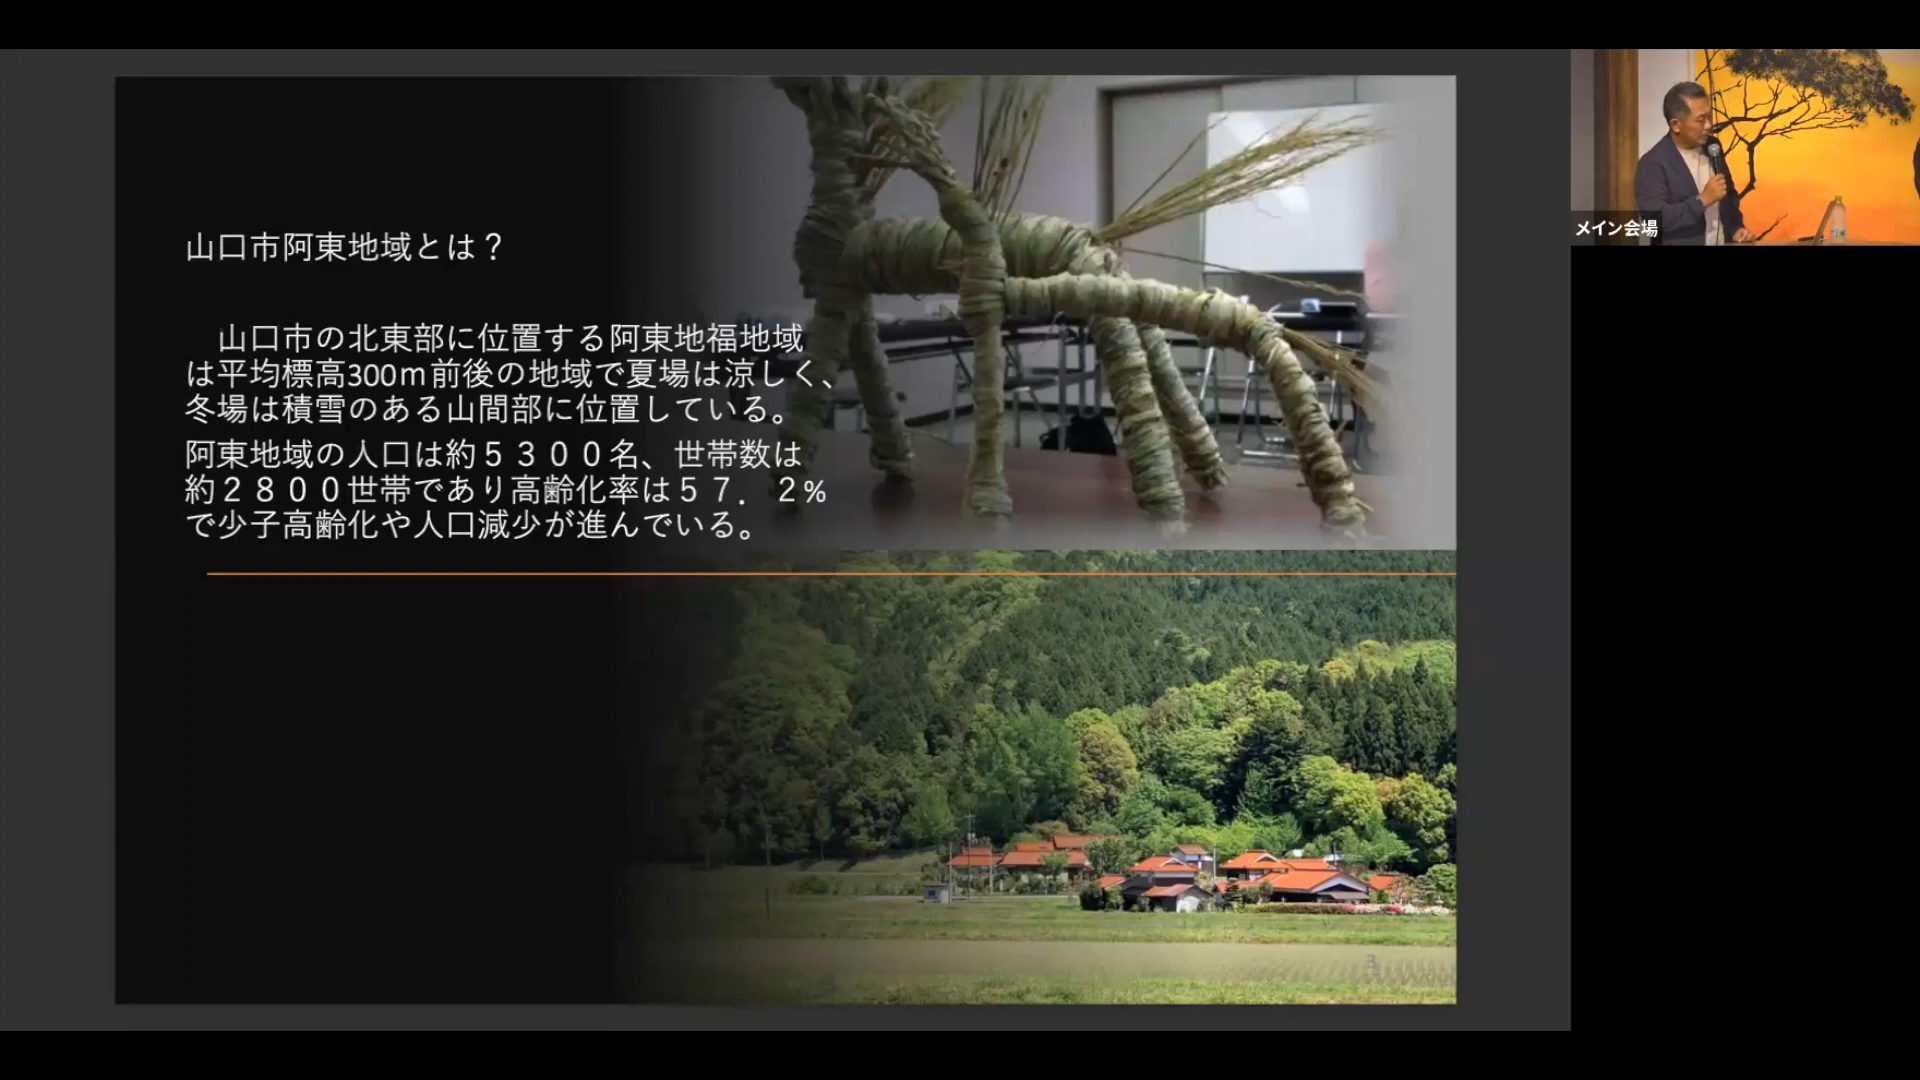 山口市阿東地域とは？
山口市の北東部に位置する阿東地福地域
は平均標高300ｍ前後の地域で夏場は涼しく、
冬場は積雪のある山間部に位置している。
阿東地域の人口は約５３００名、世帯数は
約２８００世帯であり高齢化率は５７．２%
で少子高齢化や人口減少が進んでいる。
3
メイン会場